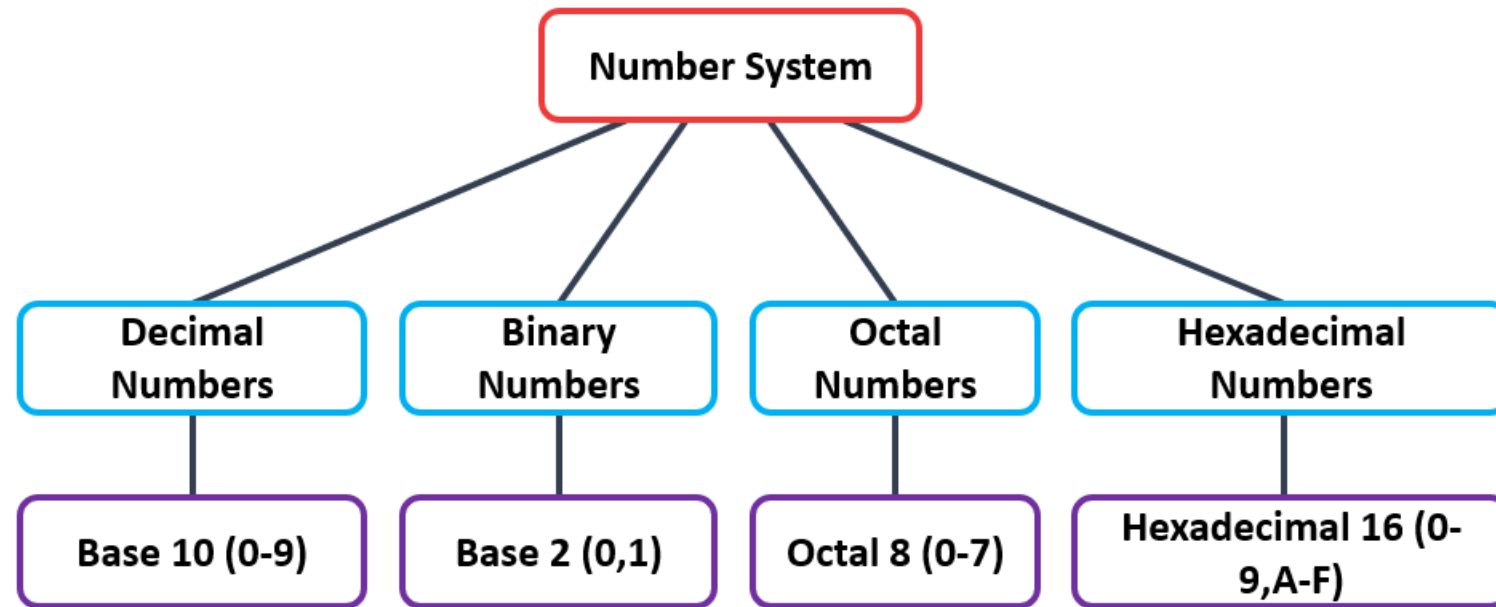 Number System
Decimal
Numbers
Binary
Numbers
Octal
Numbers
Hexadecimal
Numbers
Base 10 (0-9)
Base 2 (0,1)
Octal 8 (0-7)
Hexadecimal 16 (0-
9,A-F)